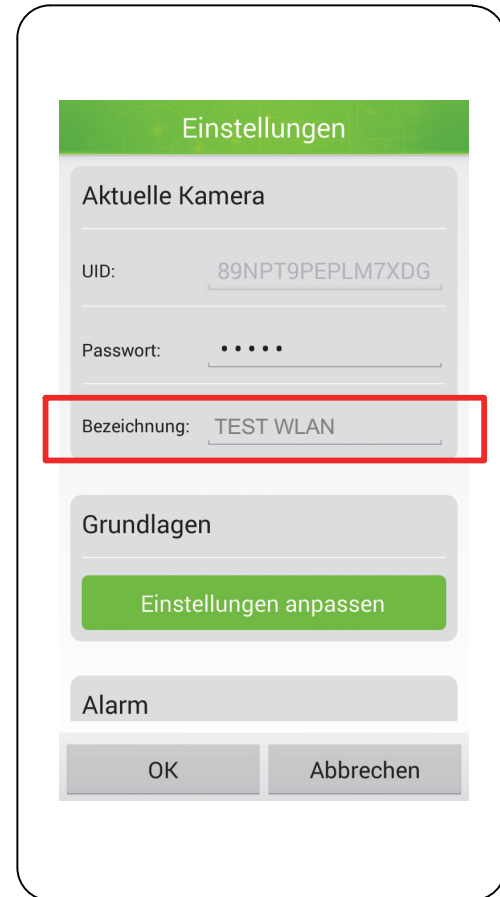 Einstellungen
Aktuelle Kamera
UID: 89NPT9PEPLM7XDG
Passwort: •••••
Bezeichnung: TEST WLAN
Grundlagen
Einstellungen anpassen
Alarm
OK Abbrechen